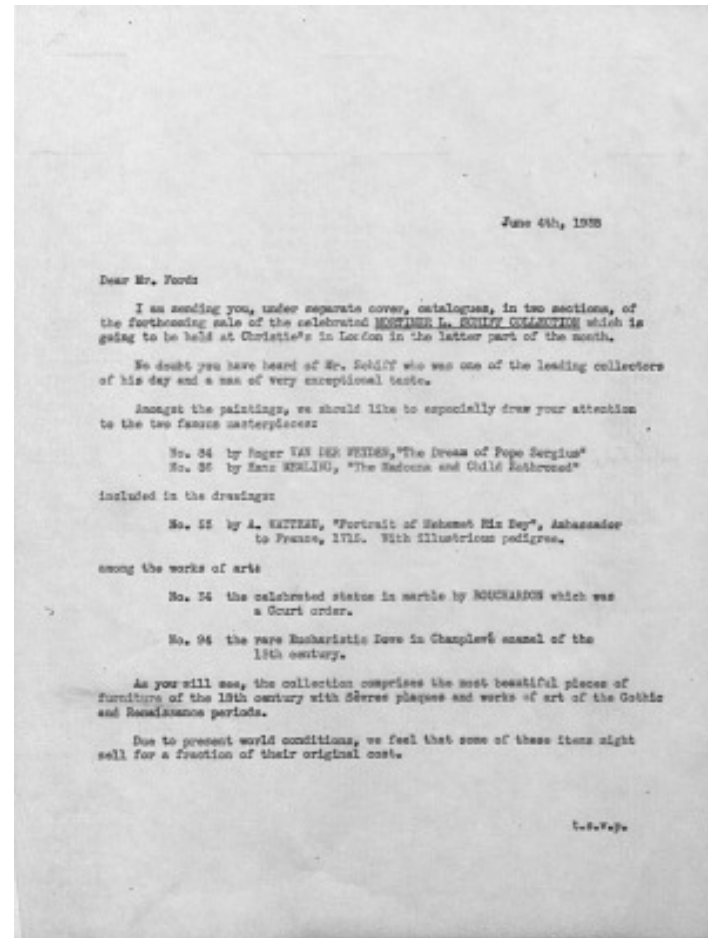 June 4th, 1938
Dear Mr. Ford:
I am sending you, under separate cover, catalogues, in two sections, of
the forthcoming sale of the celebrated MORTIMER L. SCHIFF COLLECTION which is
going to be held at Christie's in London in the latter part of the month.
No doubt you have heard of Mr. Schiff who was one of the leading collectors
of his day and a man of very exceptional taste.
Amongst the paintings, we should like to especially draw your attention
to the two famous masterpieces:
No. 84 by Roger VAN DER WEYDEN, "The Dream of Pope Sergius"
No. by Hans MEMLING, "The Madonna and Child Enthroned"
included in the drawings:
No. 55 by A. WATTEAU, "Portrait of Mehemet Riz Bey", Ambassador
to France, 1715. With illustrious pedigree.
among the works of art:
No. the celebrated statue in marble by BOUCHARDON which was
a Court order.
No. 94 the rare Eucharistic Dove in Champlevé enamel of the
13th century.
As you will see, the collection comprises the most beautiful pieces of
furniture of the 18th century with Sèvres plaques and works of art of the Gothic
and Renaissance periods.
Due to present world conditions, we feel that some of these items might
sell for a fraction of their original cost.
t.s.v.p.